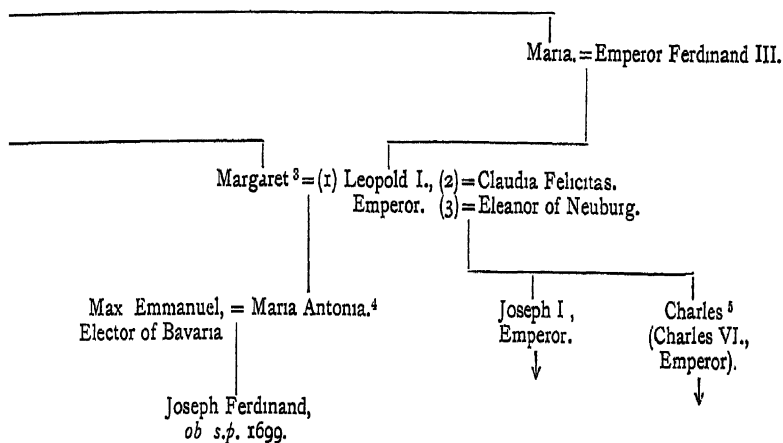 Maria. = Emperor Ferdinand III.
Margaret ³ = (1) Leopold I., (2) = Claudia Felicitas.
Emperor. (3) = Eleanor of Neuburg.
Max Emmanuel, = Maria Antonia.⁴
Elector of Bavaria
Joseph I,
Emperor.
Charles ⁵
(Charles VI.,
Emperor).
Joseph Ferdinand,
ob s.p. 1699.